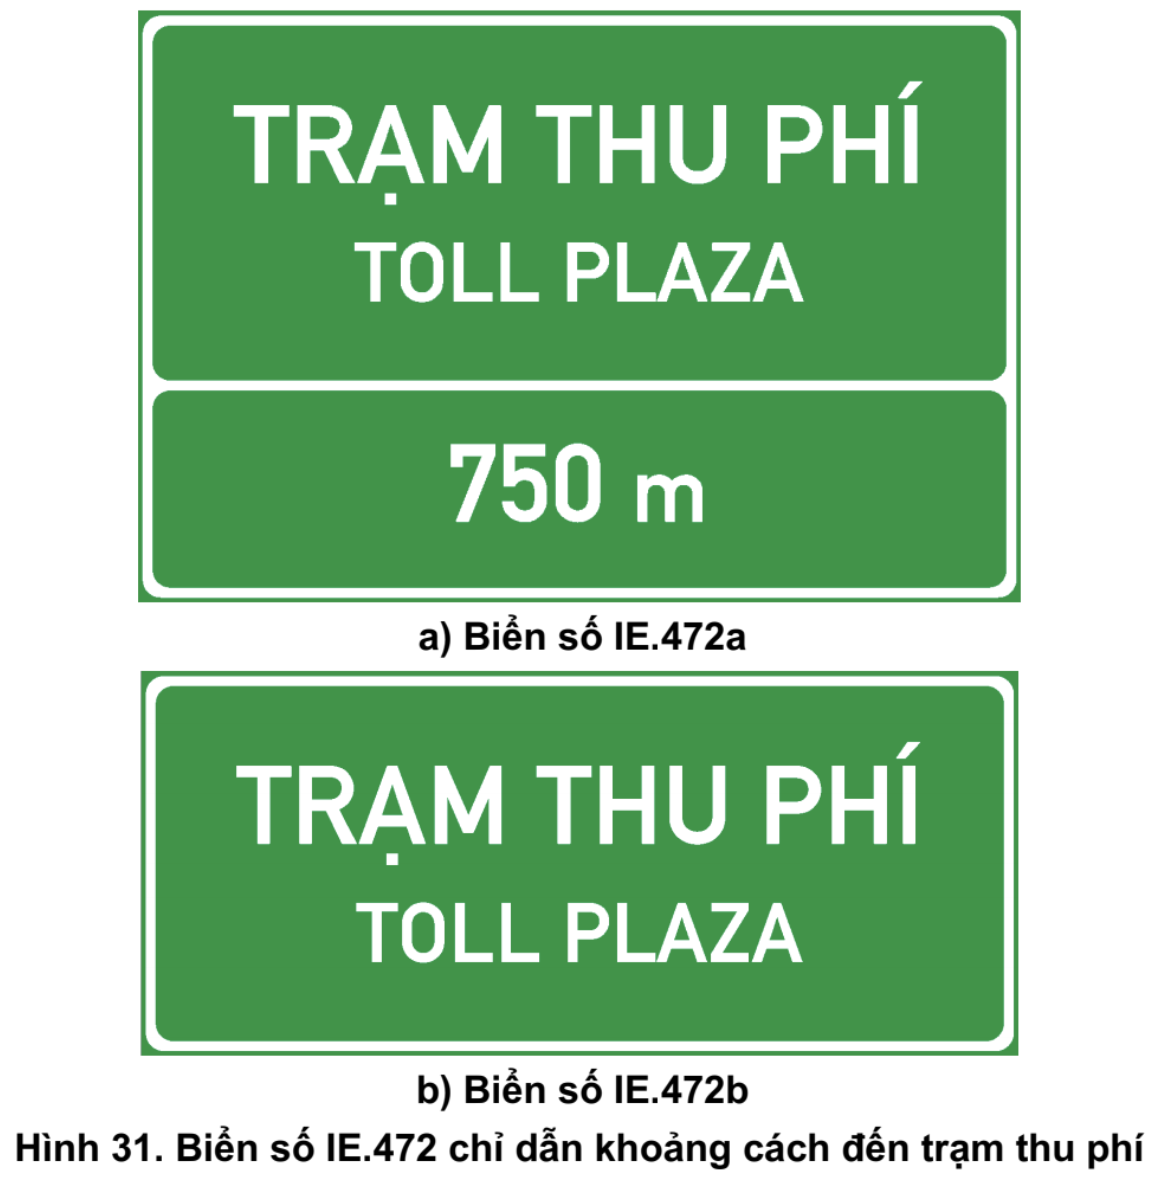 TRẠM THU PHÍ
TOLL PLAZA
750 m
a) Biển số IE.472a
TRẠM THU PHÍ
TOLL PLAZA
b) Biển số IE.472b
Hình 31. Biển số IE.472 chỉ dẫn khoảng cách đến trạm thu phí